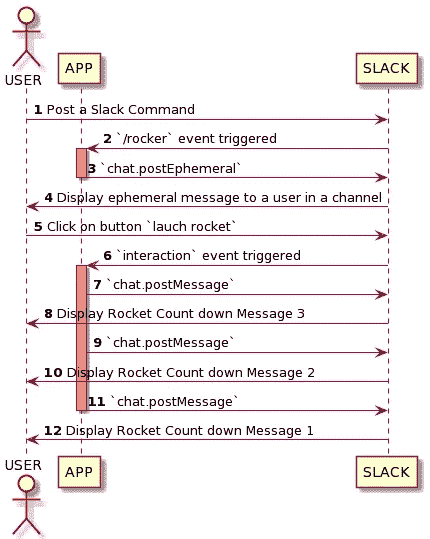 USER
APP
SLACK
1 Post a Slack Command
2 `/rocker` event triggered
3 `chat.postEphemeral`
4 Display ephemeral message to a user in a channel
5 Click on button `lauch rocket`
6 `interaction` event triggered
7 `chat.postMessage`
8 Display Rocket Count down Message 3
9 `chat.postMessage`
10 Display Rocket Count down Message 2
11 `chat.postMessage`
12 Display Rocket Count down Message 1
USER
APP
SLACK